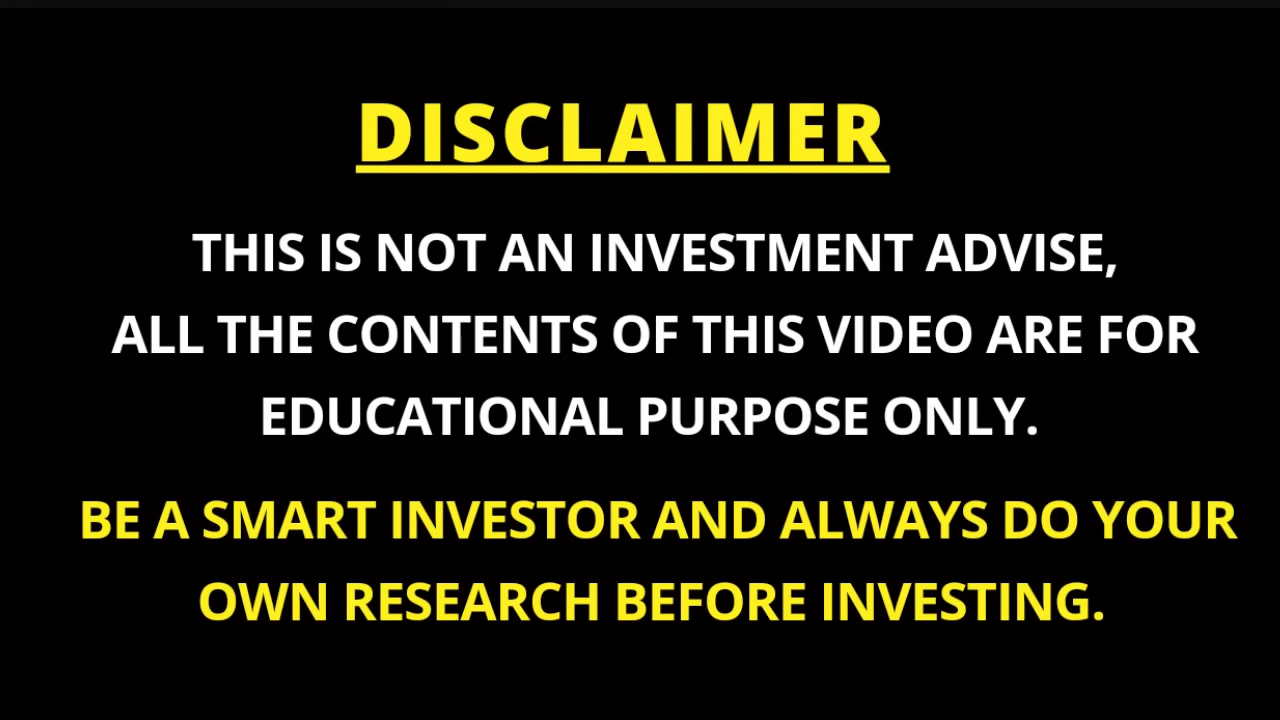 DISCLAIMER
THIS IS NOT AN INVESTMENT ADVISE,
ALL THE CONTENTS OF THIS VIDEO ARE FOR
EDUCATIONAL PURPOSE ONLY.
BE A SMART INVESTOR AND ALWAYS DO YOUR
OWN RESEARCH BEFORE INVESTING.